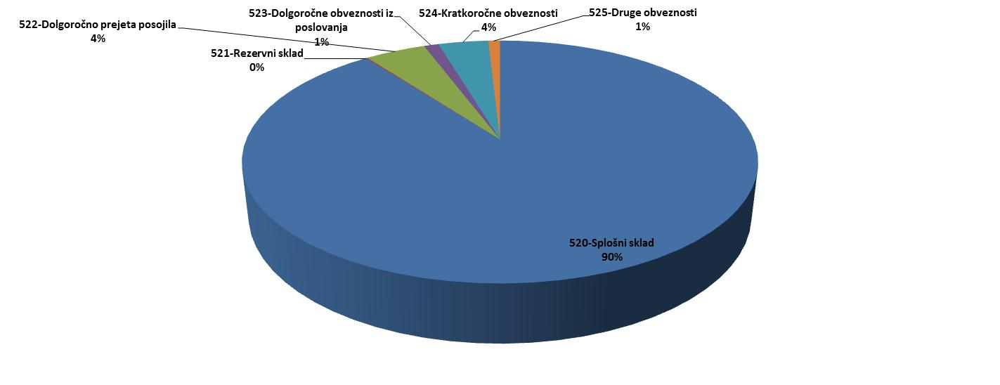 522-Dolgoročno prejeta posojila
4%
523-Dolgoročne obveznosti iz
poslovanja
1%
524-Kratkoročne obveznosti
4%
525-Druge obveznosti
1%
521-Rezervni sklad
0%
520-Splošni sklad
90%